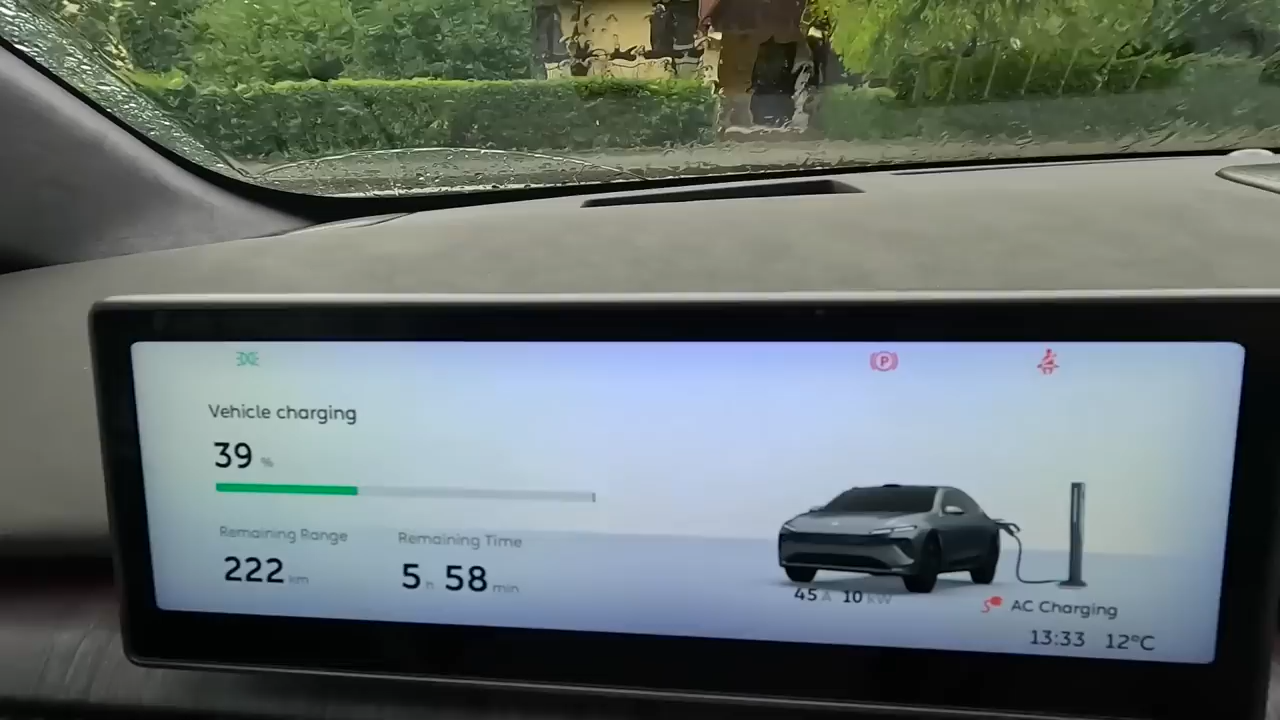 P
Vehicle charging
39 %
Remaining Range
222 km
Remaining Time
5 h 58 min
45 A 10 kW
AC Charging
13:33 12°C